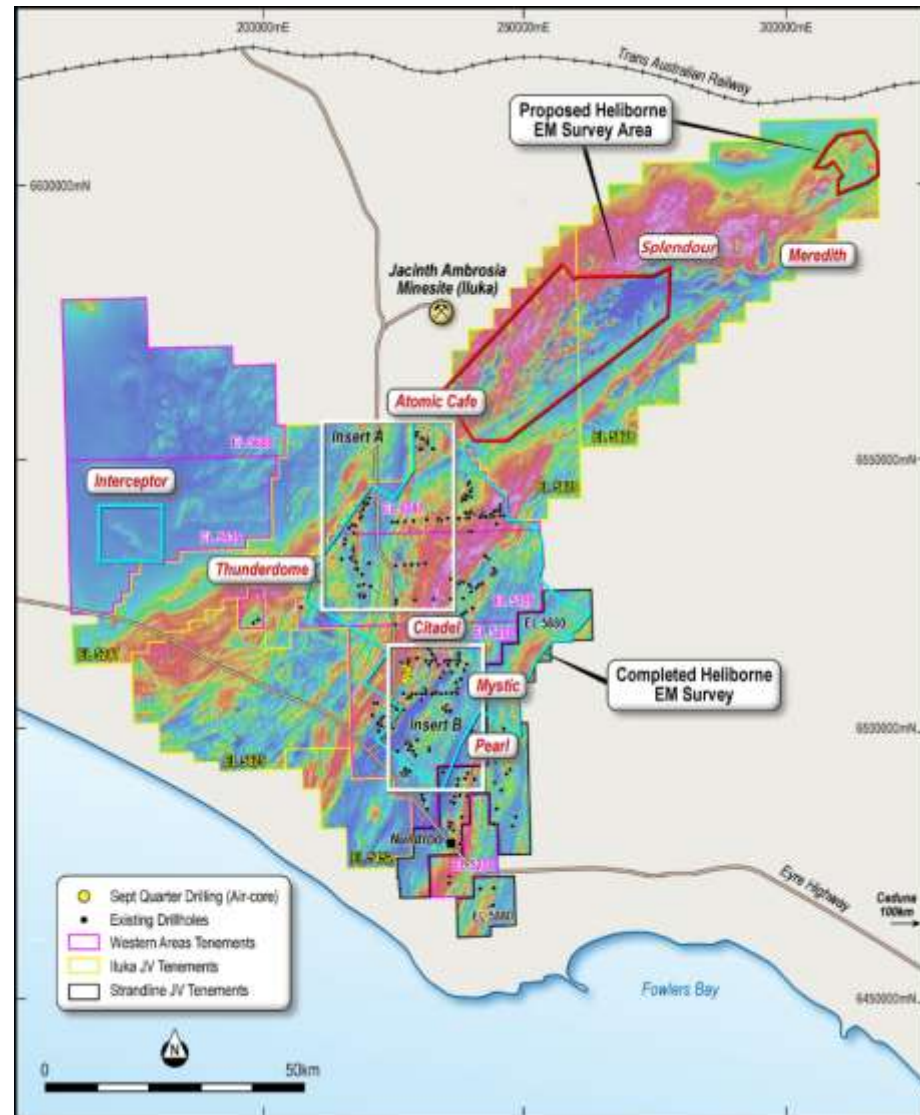 200000mE
250000mE
300000mE
Trans Australian Railway
Proposed Heliborne
EM Survey Area
6600000mN
Splendour
Meredith
Jacinth Ambrosia
Minesite (Iluka)
Atomic Cafe
Insert A
6550000mN
Interceptor
Thunderdome
Citadel
EL 5880
Completed Heliborne
EM Survey
Mystic
Insert B
Pearl
6500000mN
Nundroo
Eyre Highway
Ceduna
100km
EL 5880
Fowlers Bay
6450000mN
Sept Quarter Drilling (Air-core)
Existing Drillholes
Western Areas Tenements
Iluka JV Tenements
Strandline JV Tenements
N
0
50km